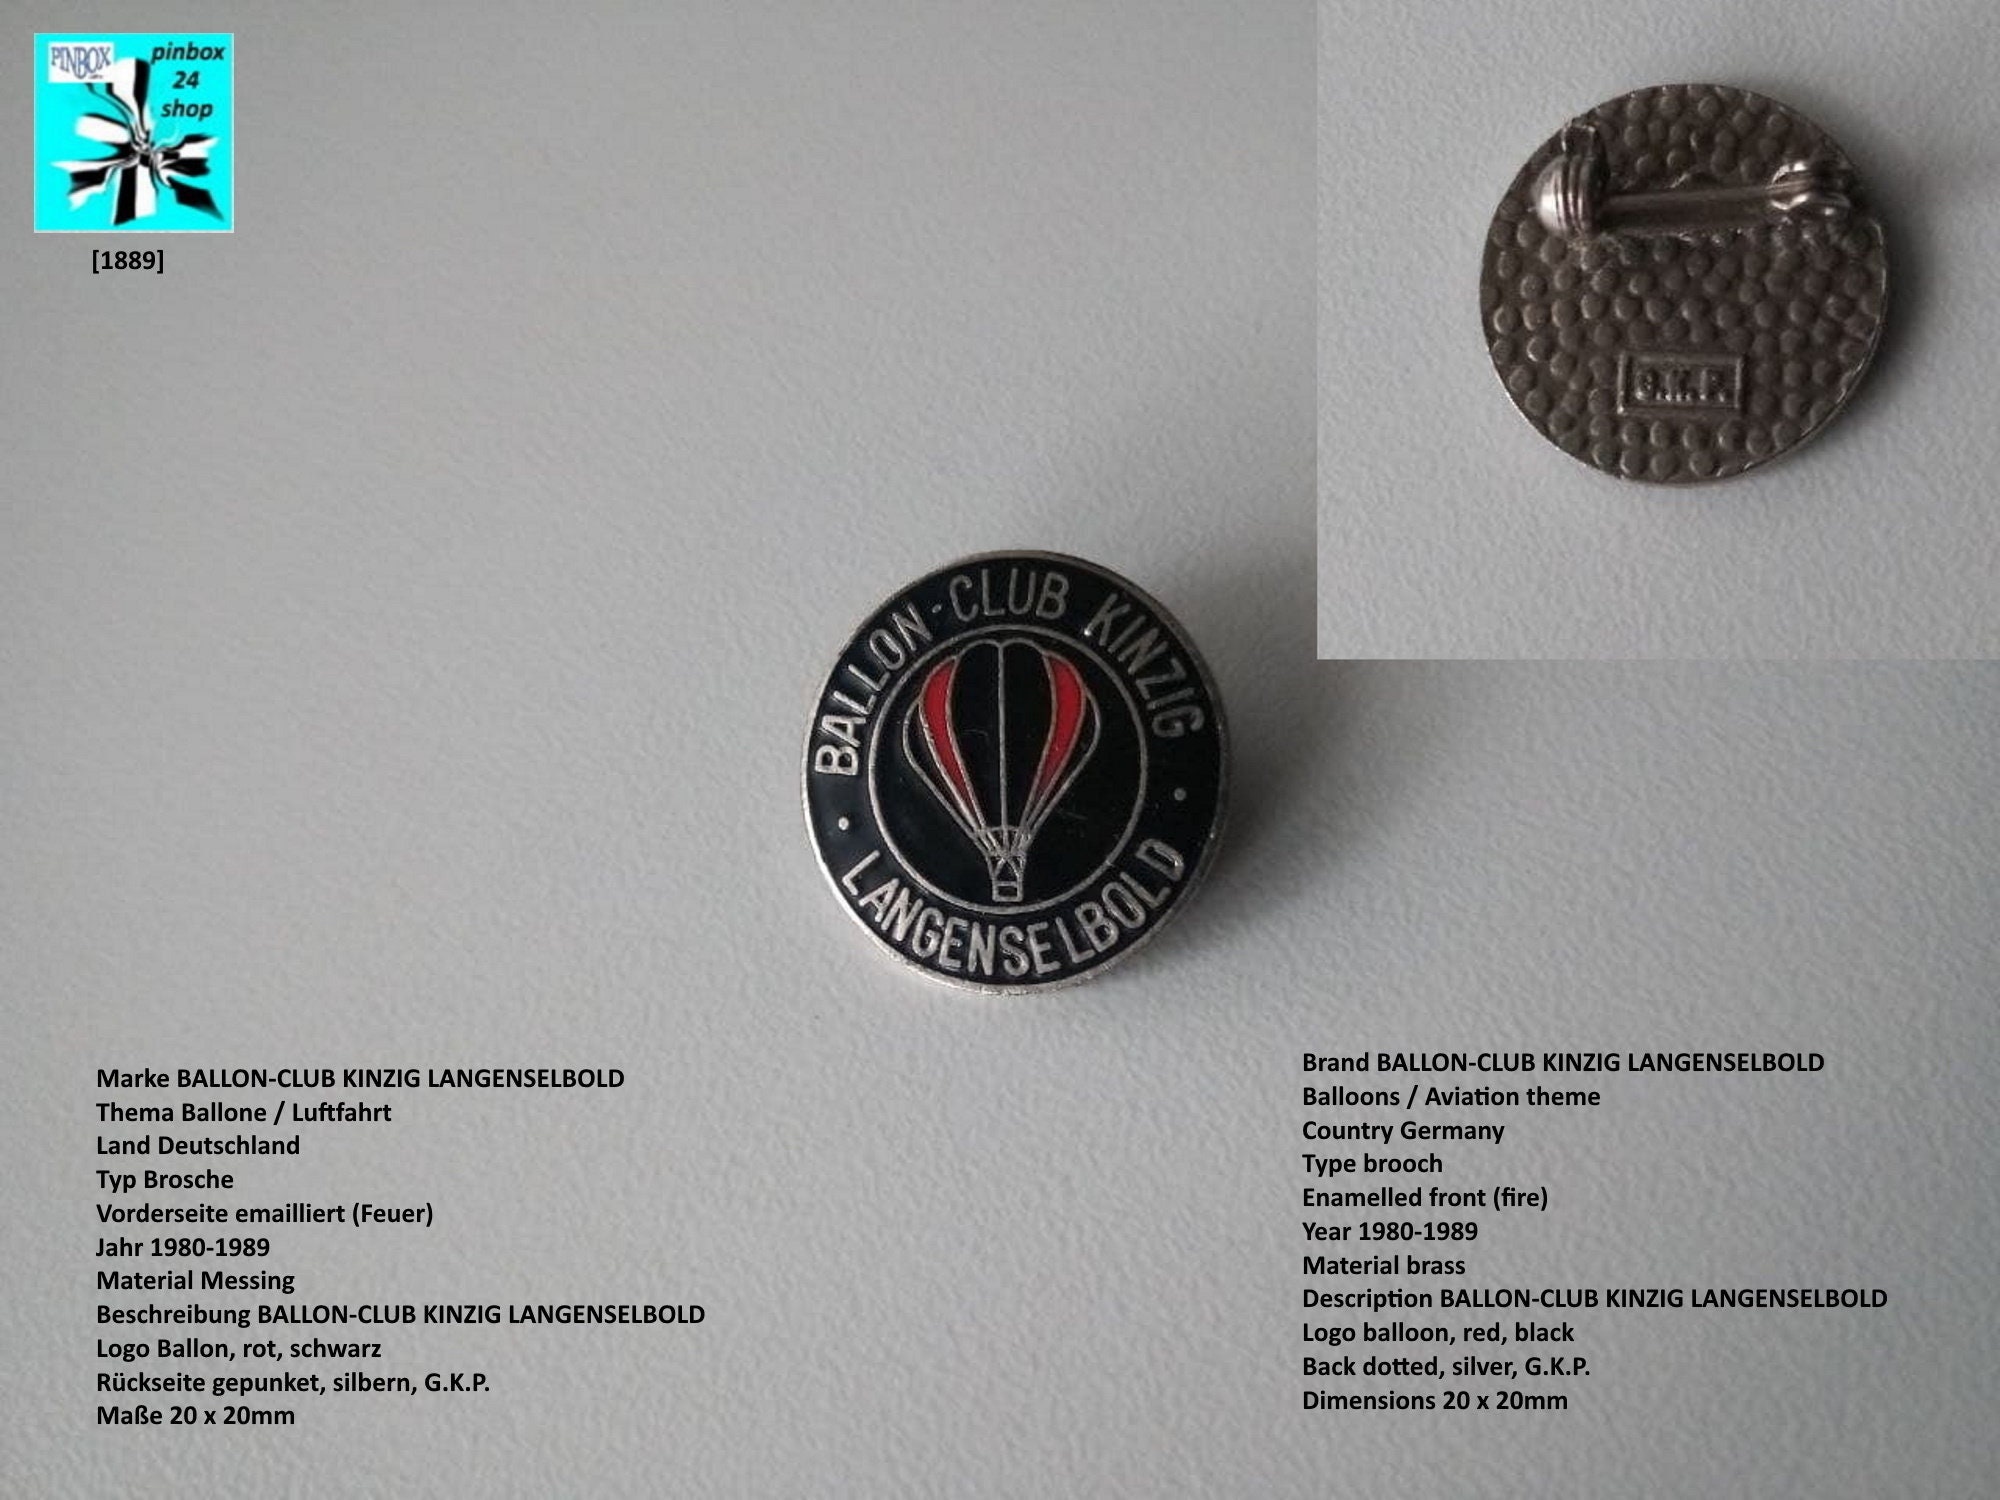 PINBOX
pinbox
24
shop
[1889]
G.K.P.
BALLON-CLUB KINZIG
• LANGENSELBOLD •
Marke BALLON-CLUB KINZIG LANGENSELBOLD
Thema Ballone / Luftfahrt
Land Deutschland
Typ Brosche
Vorderseite emailliert (Feuer)
Jahr 1980-1989
Material Messing
Beschreibung BALLON-CLUB KINZIG LANGENSELBOLD
Logo Ballon, rot, schwarz
Rückseite gepunket, silbern, G.K.P.
Maße 20 x 20mm
Brand BALLON-CLUB KINZIG LANGENSELBOLD
Balloons / Aviation theme
Country Germany
Type brooch
Enamelled front (fire)
Year 1980-1989
Material brass
Description BALLON-CLUB KINZIG LANGENSELBOLD
Logo balloon, red, black
Back dotted, silver, G.K.P.
Dimensions 20 x 20mm